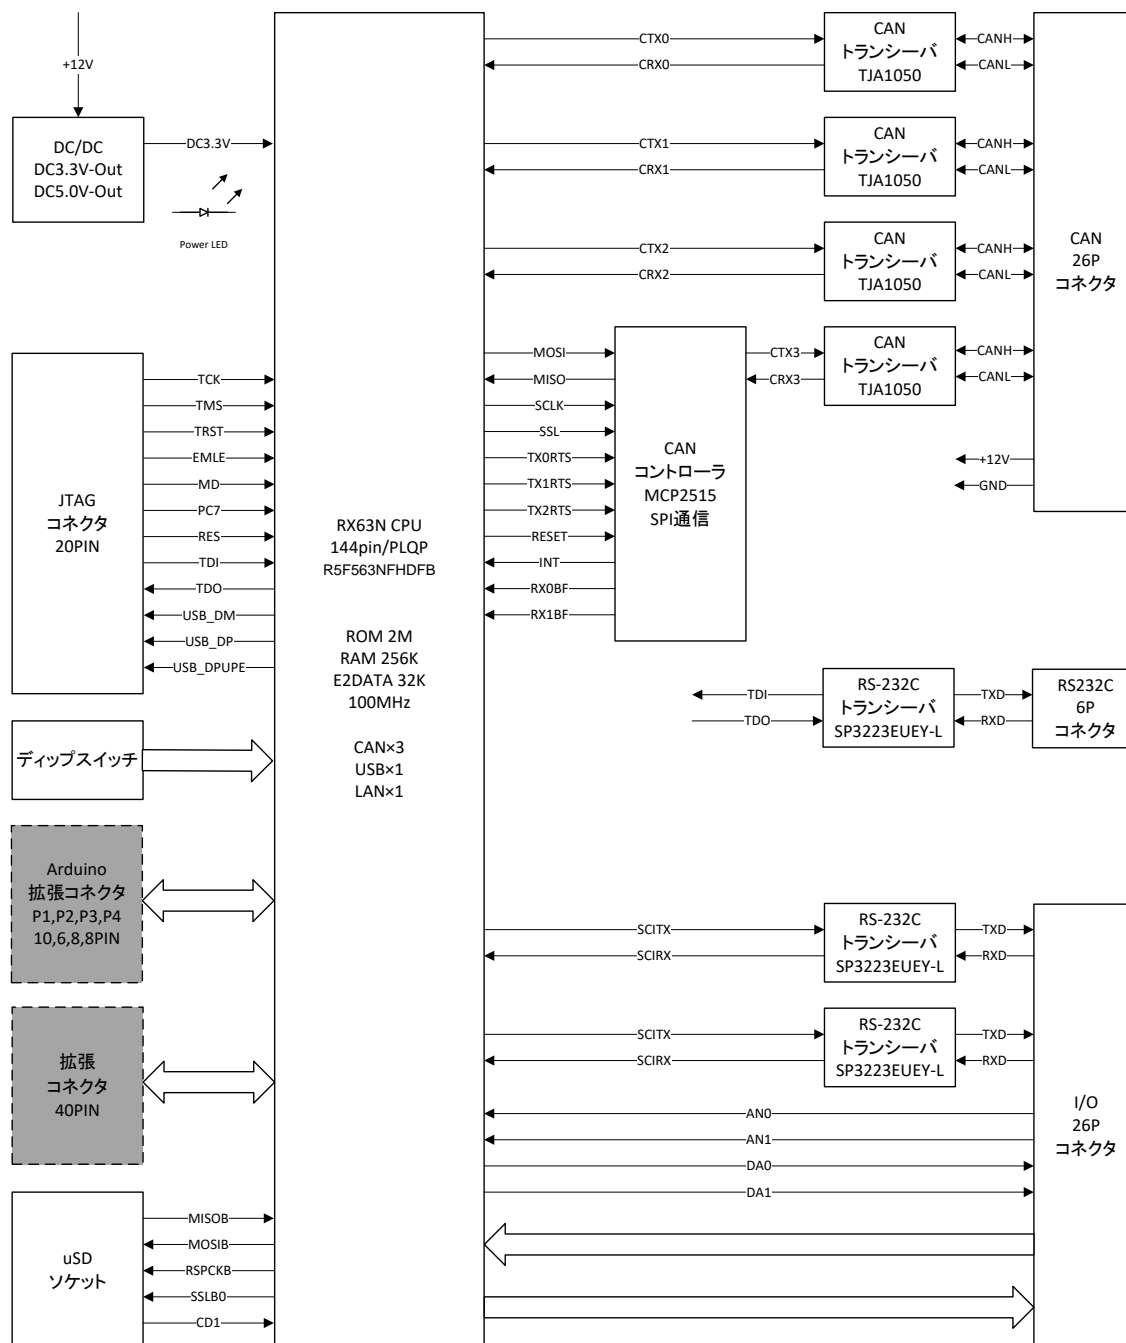 +12V
DC/DC
DC3.3V-Out
DC5.0V-Out
DC3.3V
Power LED
JTAG
コネクタ
20PIN
TCK
TMS
TRST
EMLE
MD
PC7
RES
TDI
TDO
USB_DM
USB_DP
USB_DPUPE
ディップスイッチ
Arduino
拡張コネクタ
P1,P2,P3,P4
10,6,8,8PIN
拡張
コネクタ
40PIN
uSD
ソケット
MISOB
MOSIB
RSPCKB
SSLB0
CD1
RX63N CPU
144pin/PLQP
R5F563NFHDFB
ROM 2M
RAM 256K
E2DATA 32K
100MHz
CAN×3
USB×1
LAN×1
CTX0
CRX0
CAN
トランシーバ
TJA1050
CANH
CANL
CTX1
CRX1
CAN
トランシーバ
TJA1050
CANH
CANL
CTX2
CRX2
CAN
トランシーバ
TJA1050
CANH
CANL
MOSI
MISO
SCLK
SSL
TX0RTS
TX1RTS
TX2RTS
RESET
INT
RX0BF
RX1BF
CAN
コントローラ
MCP2515
SPI通信
CTX3
CRX3
CAN
トランシーバ
TJA1050
CANH
CANL
+12V
GND
CAN
26P
コネクタ
TDI
TDO
RS-232C
トランシーバ
SP3223EUEY-L
TXD
RXD
RS232C
6P
コネクタ
SCITX
SCIRX
RS-232C
トランシーバ
SP3223EUEY-L
TXD
RXD
SCITX
SCIRX
RS-232C
トランシーバ
SP3223EUEY-L
TXD
RXD
AN0
AN1
DA0
DA1
I/O
26P
コネクタ